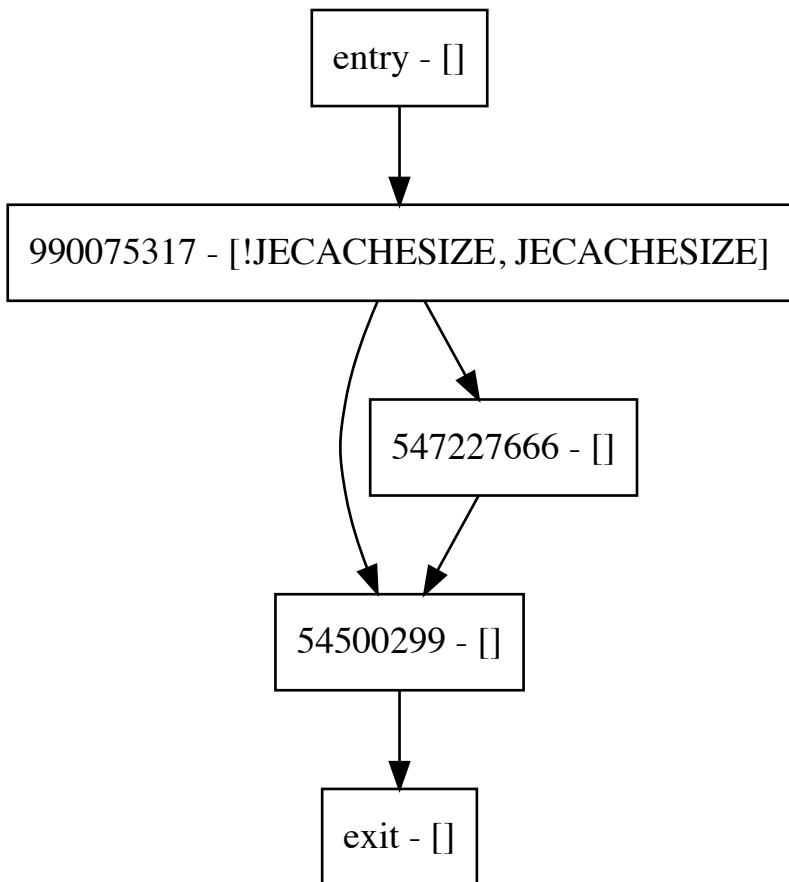 entry - []
990075317 - [!JECACHESIZE, JECACHESIZE]
547227666 - []
54500299 - []
exit - []